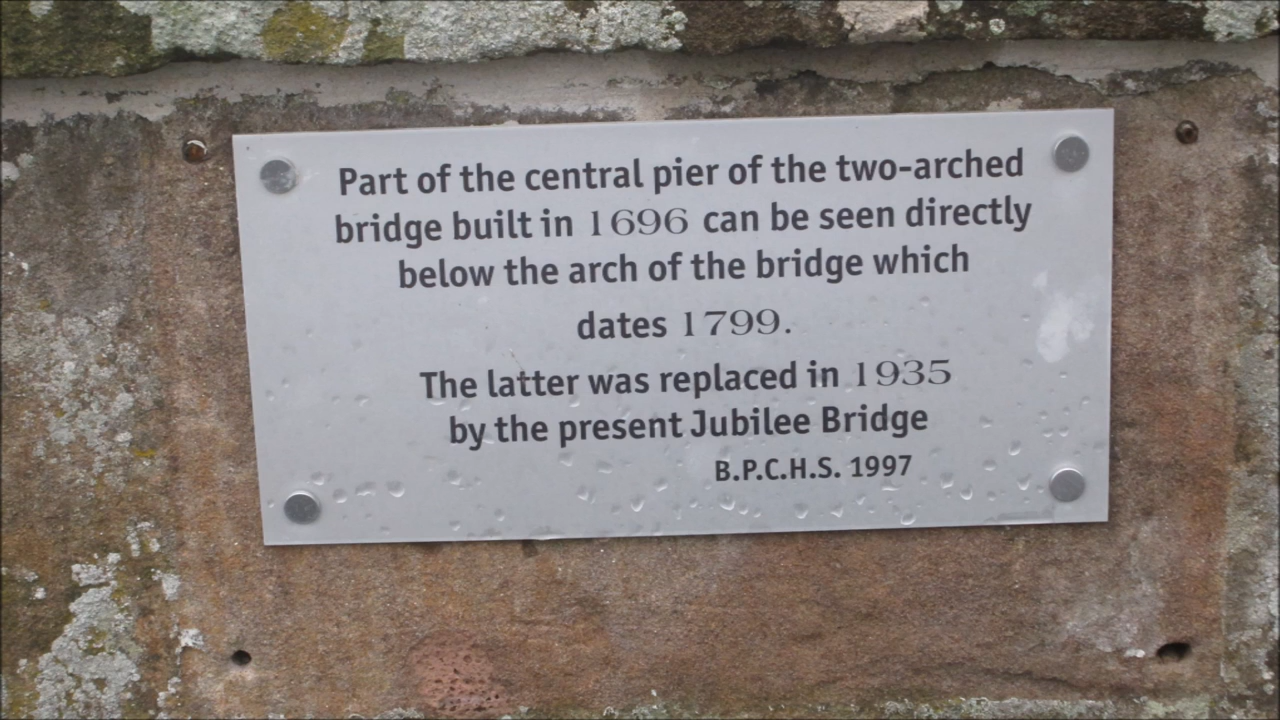 Part of the central pier of the two-arched
bridge built in 1696 can be seen directly
below the arch of the bridge which
dates 1799.
The latter was replaced in 1935
by the present Jubilee Bridge
B.P.C.H.S. 1997